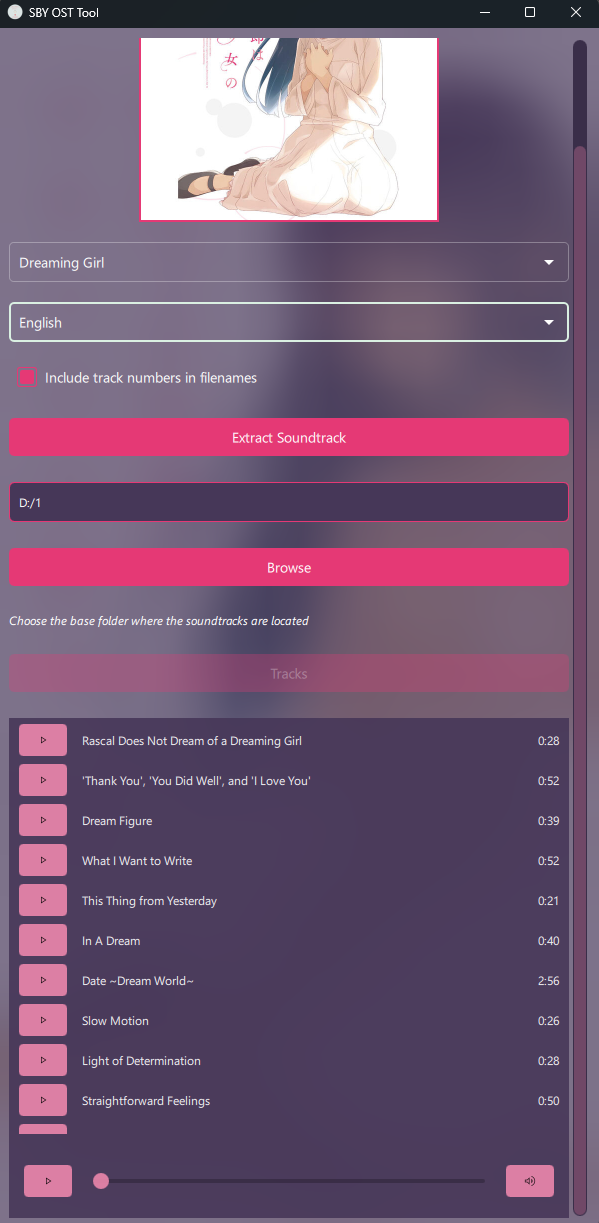 SBY OST Tool
女
の
は
Dreaming Girl
English
Include track numbers in filenames
Extract Soundtrack
D:/1
Browse
Choose the base folder where the soundtracks are located
Tracks
Rascal Does Not Dream of a Dreaming Girl 0:28
'Thank You', 'You Did Well', and 'I Love You' 0:52
Dream Figure 0:39
What I Want to Write 0:52
This Thing from Yesterday 0:21
In A Dream 0:40
Date ~Dream World~ 2:56
Slow Motion 0:26
Light of Determination 0:28
Straightforward Feelings 0:50